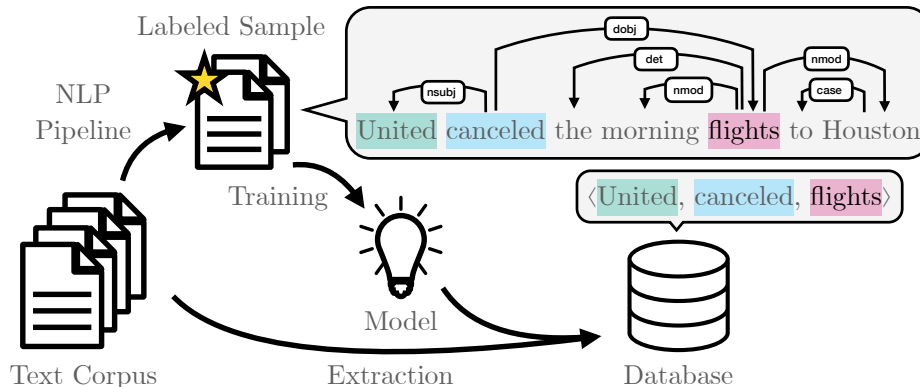 Labeled Sample
NLP
Pipeline
dobj
det
nmod
nsubj
nmod
case
United canceled the morning flights to Houston
Training
⟨United, canceled, flights⟩
Model
Text Corpus
Extraction
Database